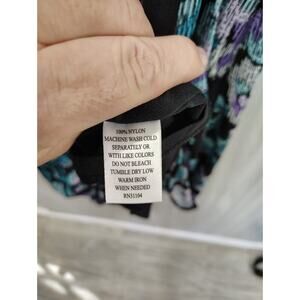 100% NYLON
MACHINE WASH COLD
SEPARATELY OR
WITH LIKE COLORS
DO NOT BLEACH
TUMBLE DRY LOW
WARM IRON
WHEN NEEDED
RN31104